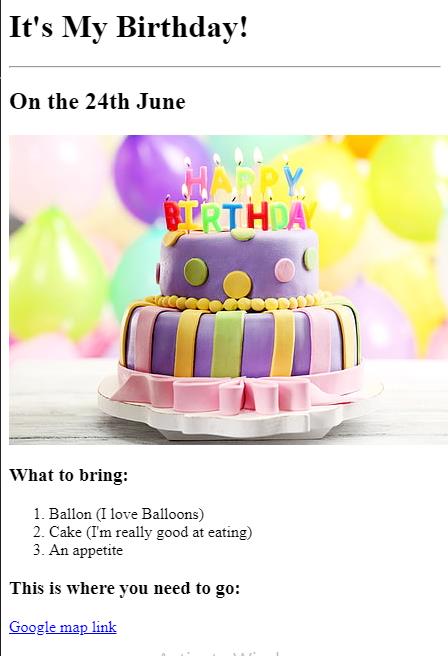 It's My Birthday!
On the 24th June
HAPPY
BIRTHDAY
What to bring:
1. Ballon (I love Balloons)
2. Cake (I'm really good at eating)
3. An appetite
This is where you need to go:
Google map link